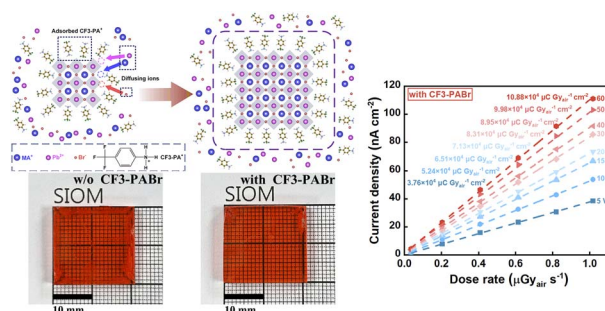 Adsorbed CF3-PA⁺
Diffusing ions
MA⁺ Pb²⁺ Br⁻ F F F N H CF3-PA⁺
w/o CF3-PABr
with CF3-PABr
SIOM
SIOM
10 mm
10 mm
with CF3-PABr
10.88×10⁴ μC Gyair⁻¹ cm⁻² 60
9.98×10⁴ μC Gyair⁻¹ cm⁻²
8.95×10⁴ μC Gyair⁻¹ cm⁻² 40
8.31×10⁴ μC Gyair⁻¹ cm⁻² 30
7.13×10⁴ μC Gyair⁻¹ cm⁻²
6.51×10⁴ μC Gyair⁻¹ cm⁻² 15
5.24×10⁴ μC Gyair⁻¹ cm⁻² 10
3.76×10⁴ μC Gyair⁻¹ cm⁻² 5 V
Current density (nA cm⁻²)
120
100
80
60
40
20
0
0.0 0.2 0.4 0.6 0.8 1.0
Dose rate (μGyair s⁻¹)